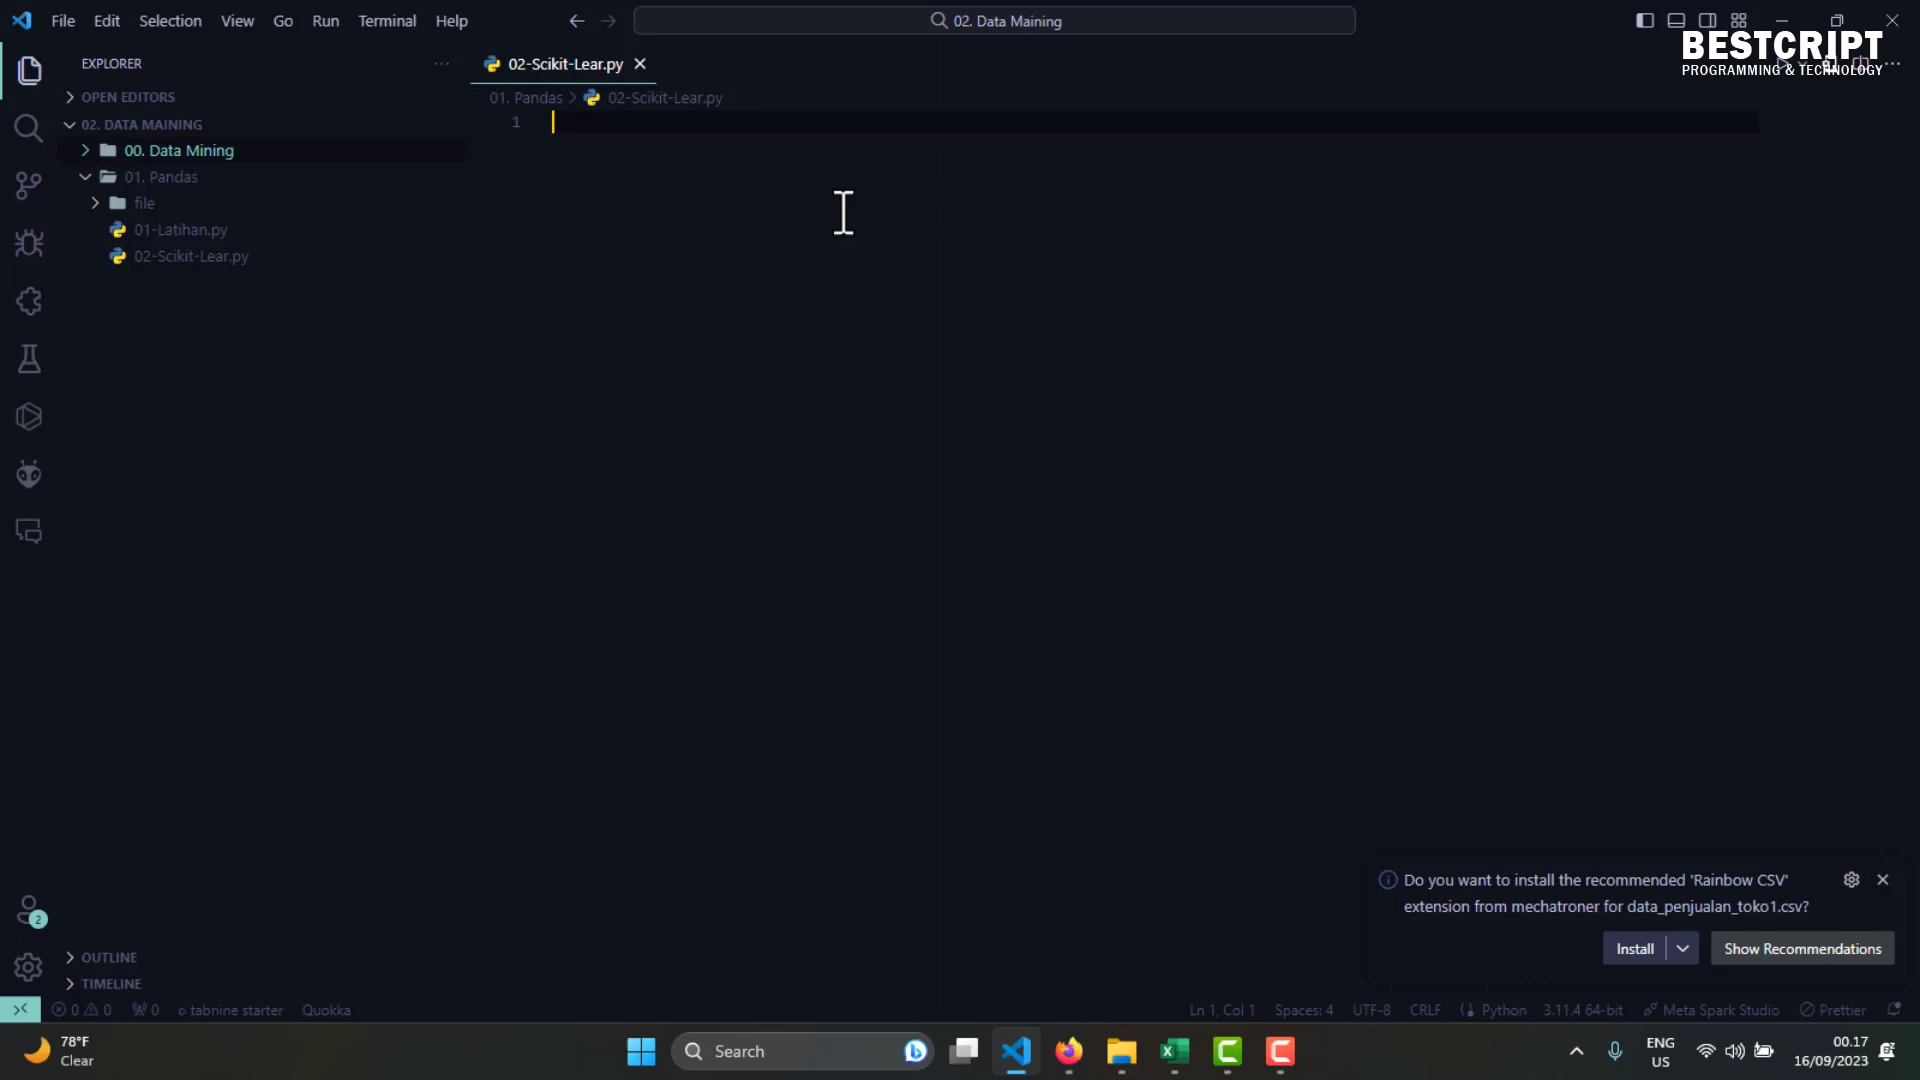 File Edit Selection View Go Run Terminal Help
02. Data Maining
BESTCRIPT
PROGRAMMING & TECHNOLOGY
EXPLORER
02-Scikit-Lear.py
OPEN EDITORS
01. Pandas > 02-Scikit-Lear.py
02. DATA MAINING
1
00. Data Mining
01. Pandas
file
01-Latihan.py
02-Scikit-Lear.py
Do you want to install the recommended 'Rainbow CSV'
extension from mechatroner for data_penjualan_toko1.csv?
Install
Show Recommendations
2
OUTLINE
TIMELINE
0 0 0 tabnine starter Quokka
Ln 1, Col 1 Spaces: 4 UTF-8 CRLF Python 3.11.4 64-bit Meta Spark Studio Prettier
78°F
Clear
Search
ENG
US
00.17
16/09/2023